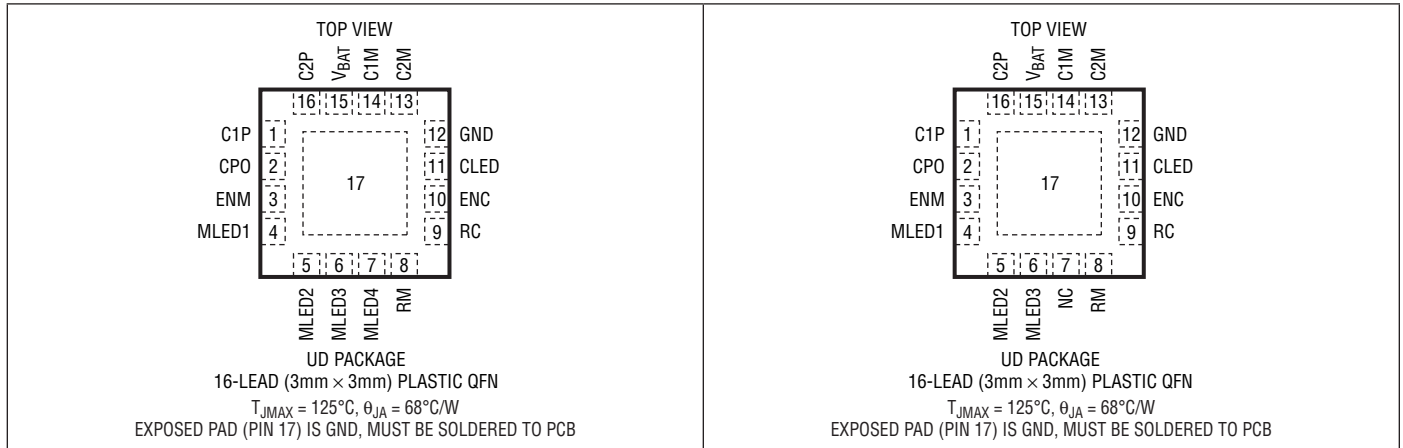 TOP VIEW
C2P
VBAT
C1M
C2M
16 15 14 13
C1P 1
CPO 2
ENM 3
MLED1 4
17
12 GND
11 CLED
10 ENC
9 RC
5 6 7 8
MLED2
MLED3
MLED4
RM
UD PACKAGE
16-LEAD (3mm × 3mm) PLASTIC QFN
TJMAX = 125°C, θJA = 68°C/W
EXPOSED PAD (PIN 17) IS GND, MUST BE SOLDERED TO PCB
TOP VIEW
C2P
VBAT
C1M
C2M
16 15 14 13
C1P 1
CPO 2
ENM 3
MLED1 4
17
12 GND
11 CLED
10 ENC
9 RC
5 6 7 8
MLED2
MLED3
NC
RM
UD PACKAGE
16-LEAD (3mm × 3mm) PLASTIC QFN
TJMAX = 125°C, θJA = 68°C/W
EXPOSED PAD (PIN 17) IS GND, MUST BE SOLDERED TO PCB